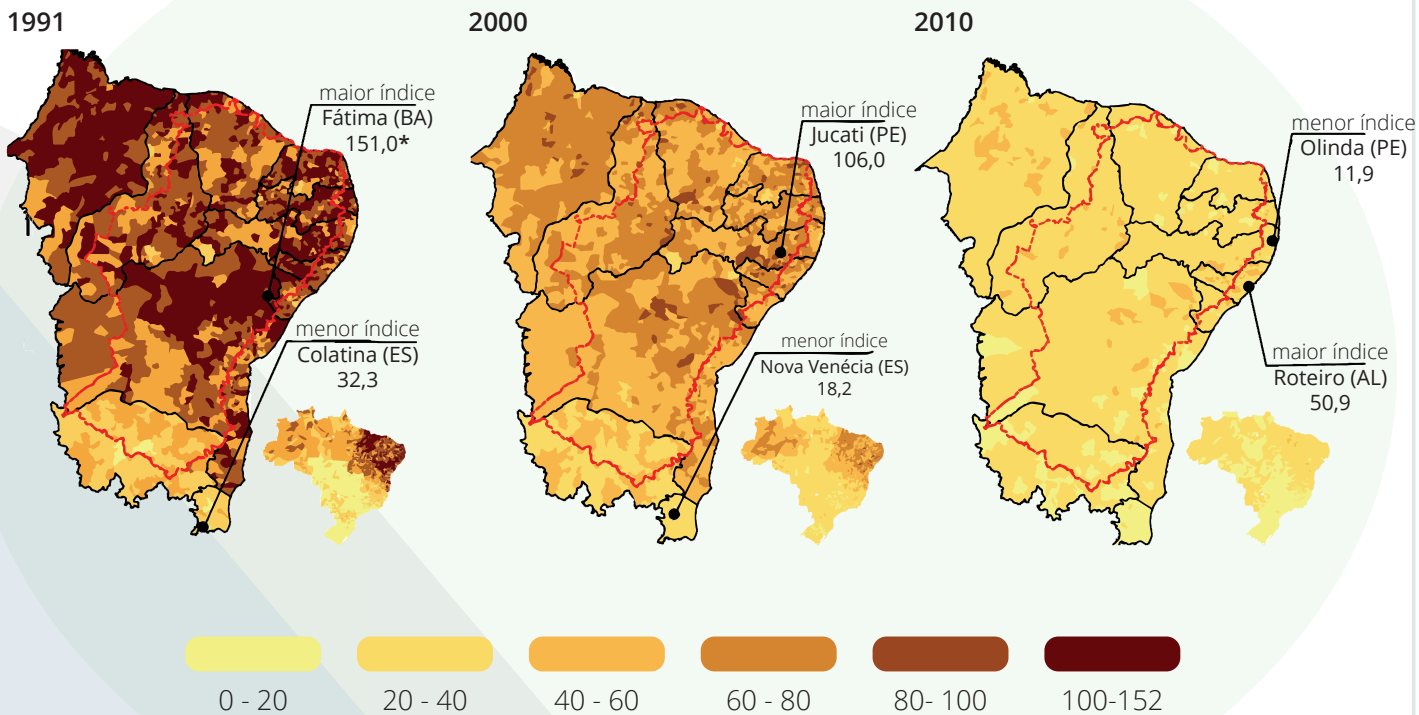 1991
maior índice
Fátima (BA)
151,0*
menor índice
Colatina (ES)
32,3
2000
maior índice
Jucati (PE)
106,0
menor índice
Nova Venécia (ES)
18,2
2010
menor índice
Olinda (PE)
11,9
maior índice
Roteiro (AL)
50,9
0 - 20
20 - 40
40 - 60
60 - 80
80- 100
100-152